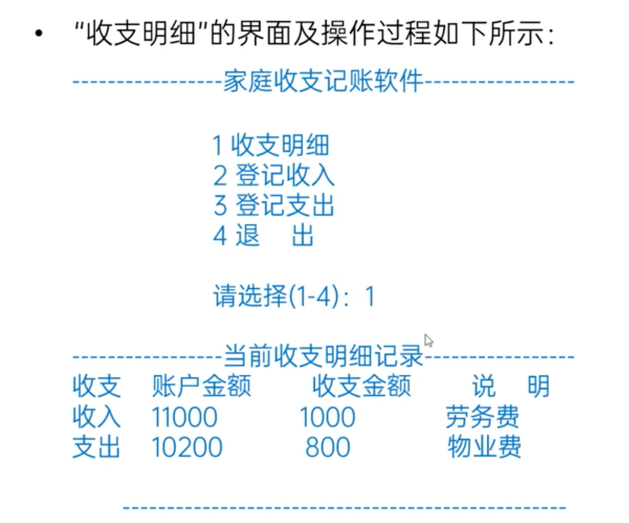 • “收支明细”的界面及操作过程如下所示：
-----------------家庭收支记账软件-----------------
1 收支明细
2 登记收入
3 登记支出
4 退 出
请选择(1-4)：1
-----------------当前收支明细记录-----------------
收支 账户金额 收支金额 说 明
收入 11000 1000 劳务费
支出 10200 800 物业费
--------------------------------------------------